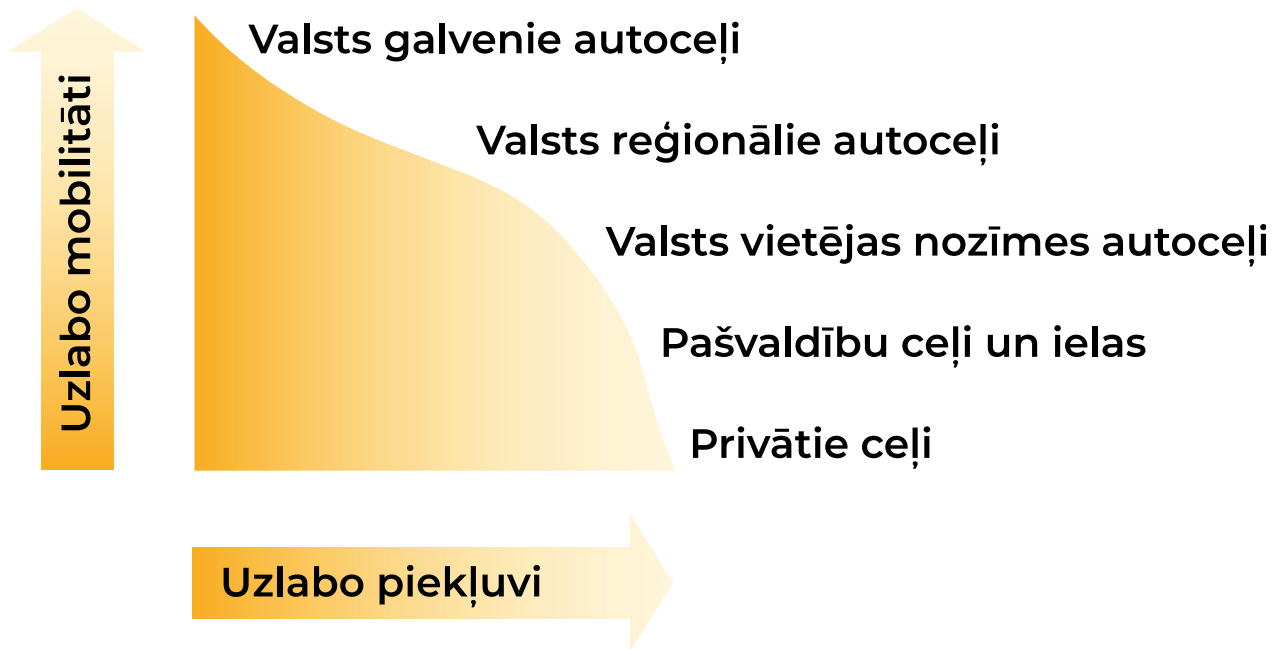 Uzlabo mobilitāti
Valsts galvenie autoceļi
Valsts reģionālie autoceļi
Valsts vietējas nozīmes autoceļi
Pašvaldību ceļi un ielas
Privātie ceļi
Uzlabo piekļuvi